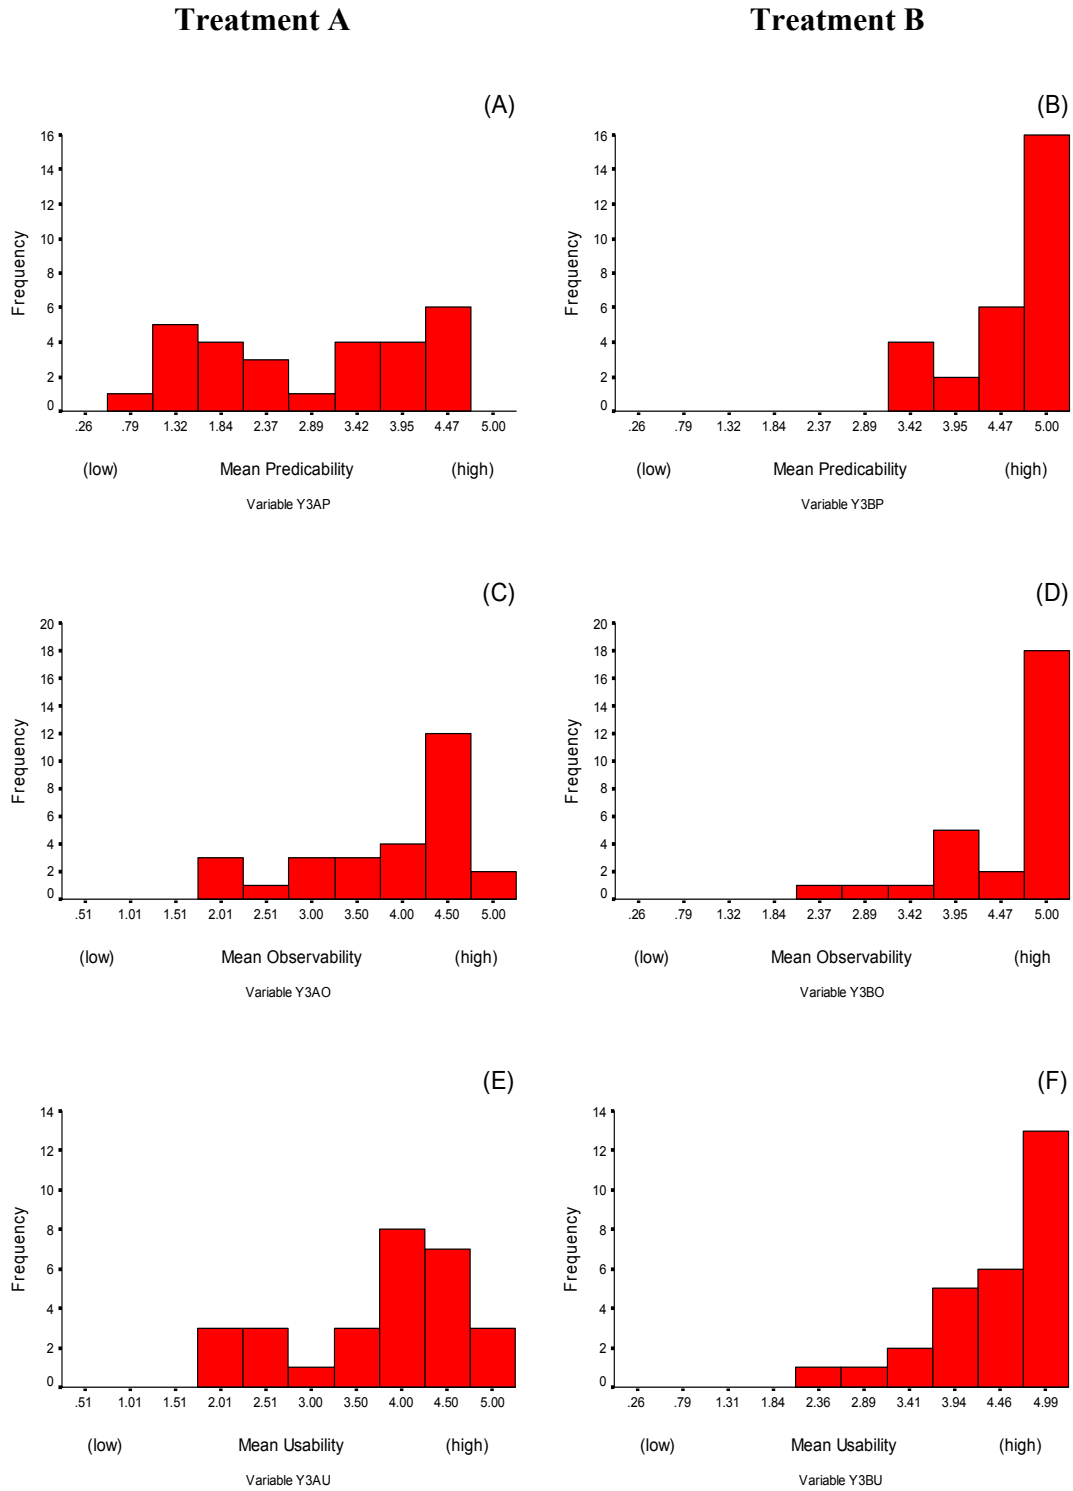 Treatment A
Treatment B
(A)
16
14
12
10
8
6
4
2
0
Frequency
.26 .79 1.32 1.84 2.37 2.89 3.42 3.95 4.47 5.00
(low) Mean Predicability (high)
Variable Y3AP
(B)
16
14
12
10
8
6
4
2
0
Frequency
.26 .79 1.32 1.84 2.37 2.89 3.42 3.95 4.47 5.00
(low) Mean Predicability (high)
Variable Y3BP
(C)
20
18
16
14
12
10
8
6
4
2
0
Frequency
.51 1.01 1.51 2.01 2.51 3.00 3.50 4.00 4.50 5.00
(low) Mean Observability (high)
Variable Y3AO
(D)
20
18
16
14
12
10
8
6
4
2
0
Frequency
.26 .79 1.32 1.84 2.37 2.89 3.42 3.95 4.47 5.00
(low) Mean Observability (high
Variable Y3BO
(E)
14
12
10
8
6
4
2
0
Frequency
.51 1.01 1.51 2.01 2.51 3.00 3.50 4.00 4.50 5.00
(low) Mean Usability (high)
Variable Y3AU
(F)
14
12
10
8
6
4
2
0
Frequency
.26 .79 1.31 1.84 2.36 2.89 3.41 3.94 4.46 4.99
(low) Mean Usability (high)
Variable Y3BU